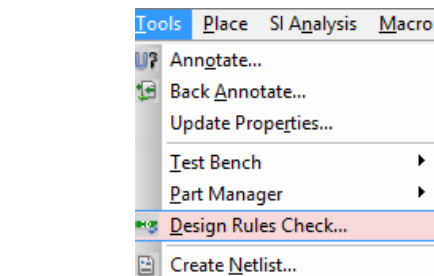 Tools Place SI Analysis Macro
Annotate...
Back Annotate...
Update Properties...
Test Bench
Part Manager
Design Rules Check...
Create Netlist...